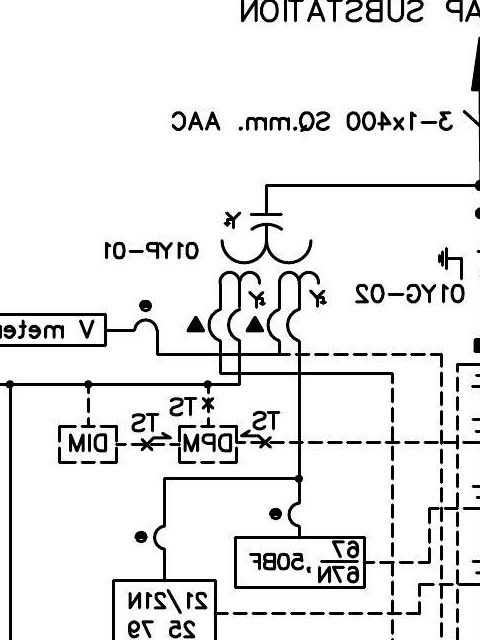 AP SUBSTATION
3-1x400 SQ.mm. AAC
01YP-01
01YG-02
V meter
TS
TS
TS
DIM
DPM
67
67N
,50BF
21/21N
25 79